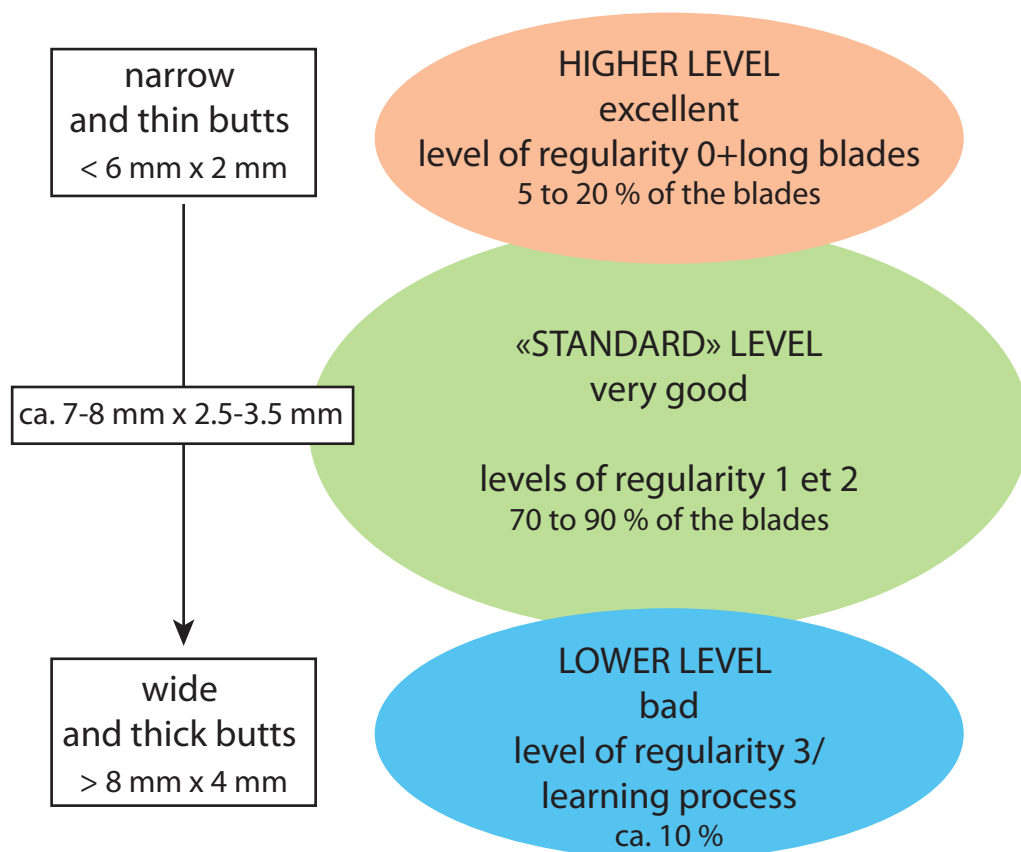 narrow
and thin butts
< 6 mm x 2 mm
HIGHER LEVEL
excellent
level of regularity 0+long blades
5 to 20 % of the blades
ca. 7-8 mm x 2.5-3.5 mm
«STANDARD» LEVEL
very good
levels of regularity 1 et 2
70 to 90 % of the blades
wide
and thick butts
> 8 mm x 4 mm
LOWER LEVEL
bad
level of regularity 3/
learning process
ca. 10 %